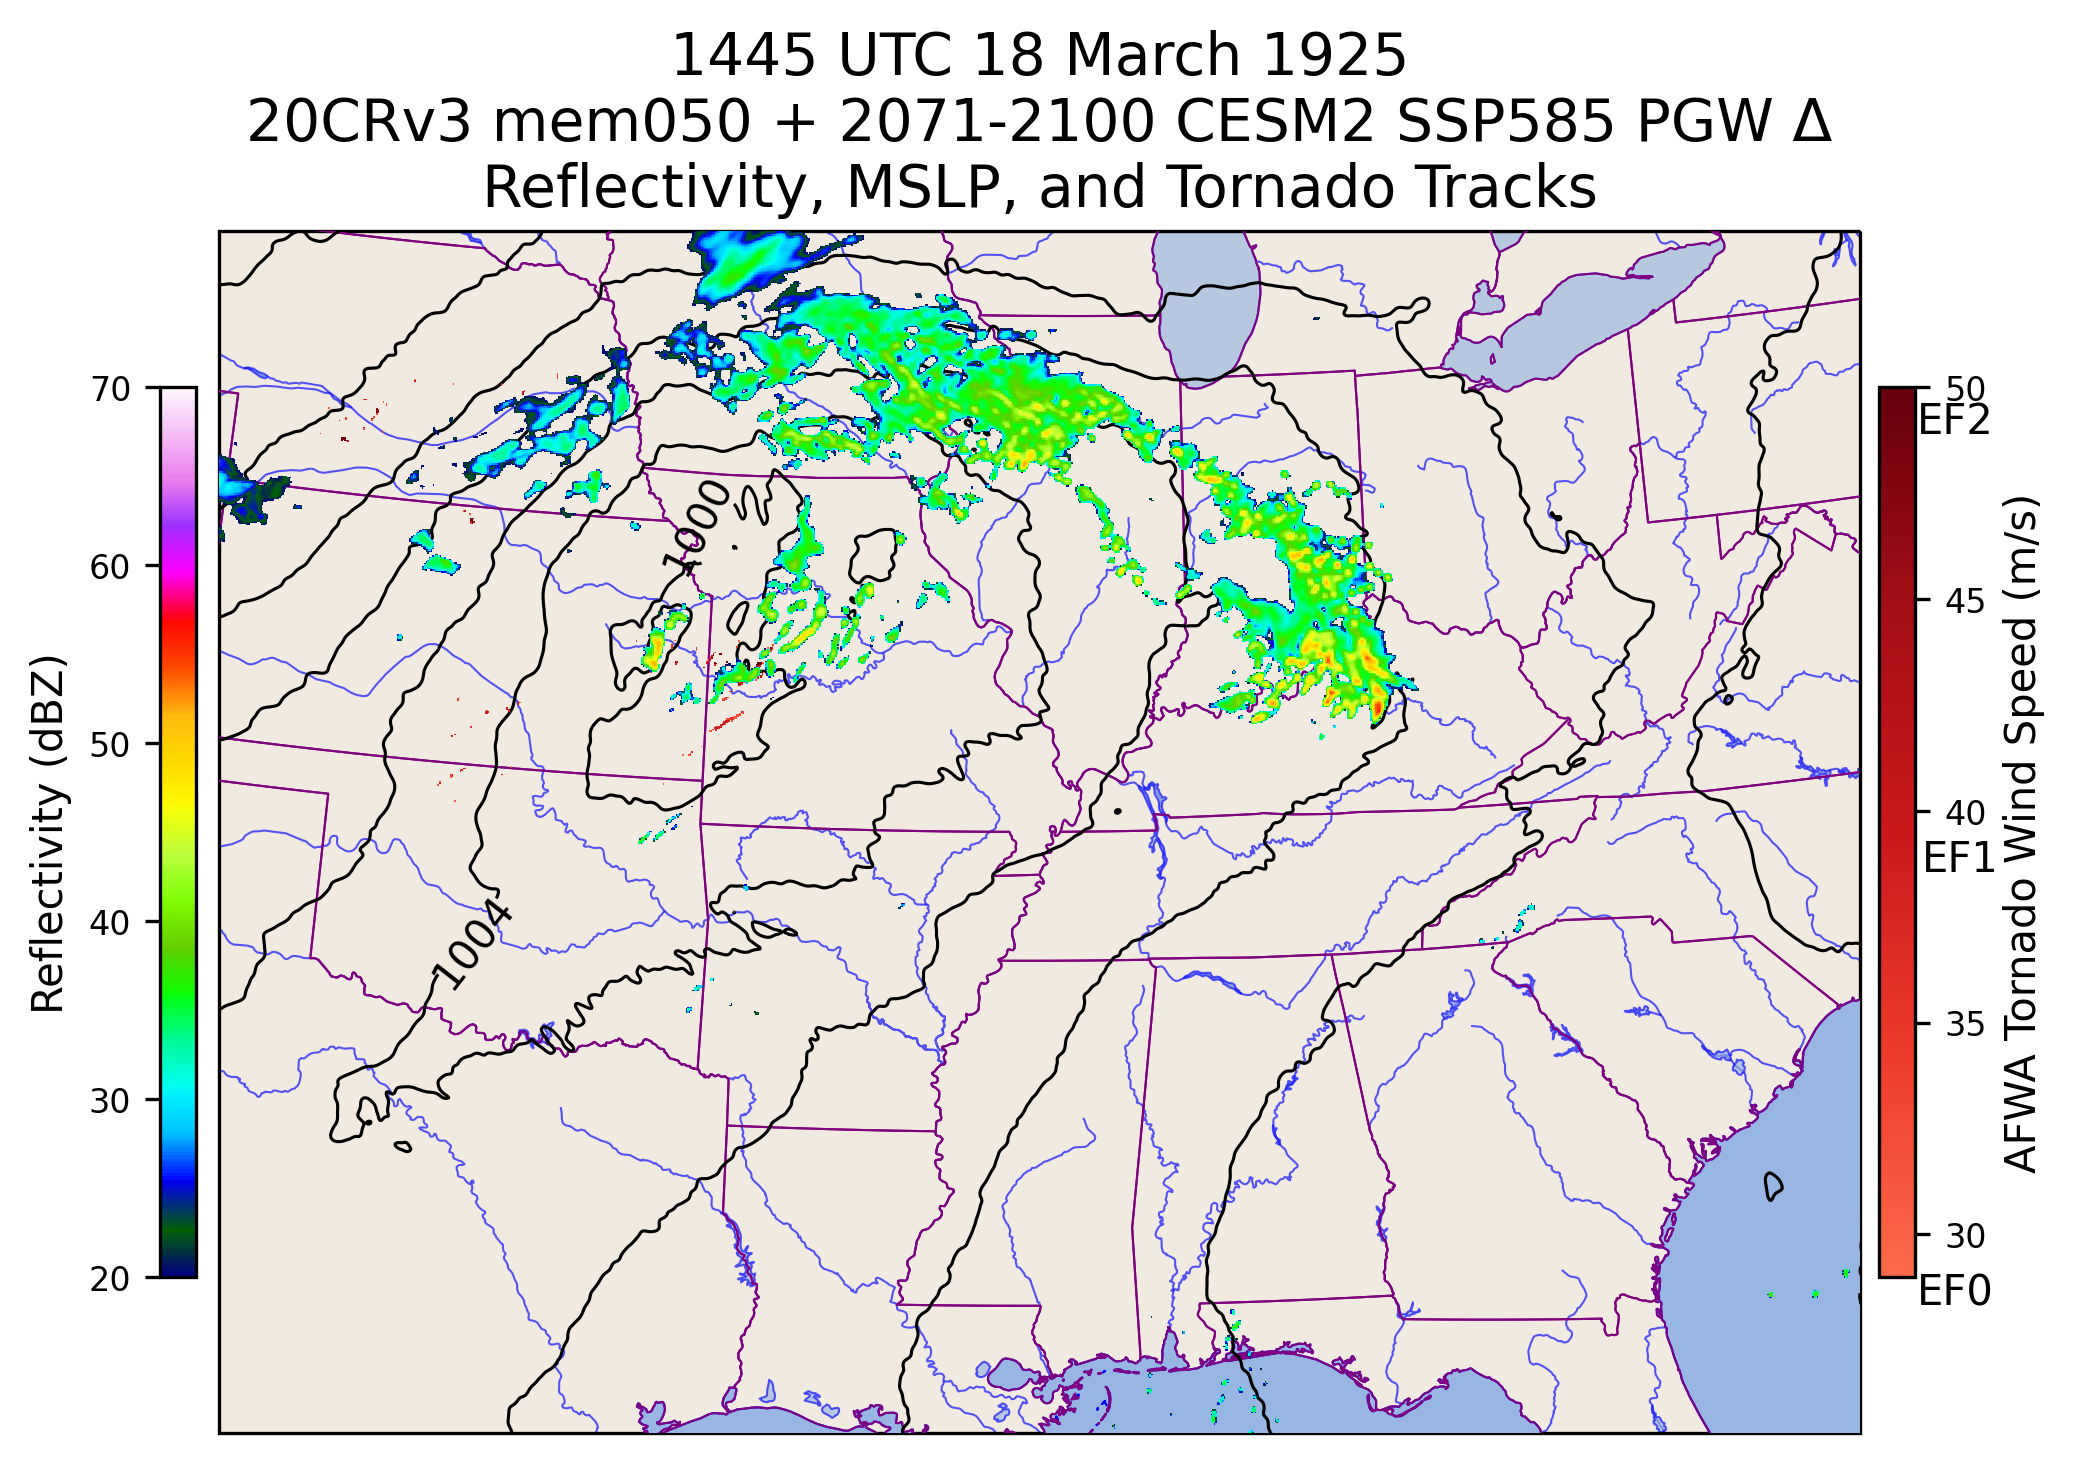 1445 UTC 18 March 1925
20CRv3 mem050 + 2071-2100 CESM2 SSP585 PGW Δ
Reflectivity, MSLP, and Tornado Tracks
70
60
50
40
30
20
Reflectivity (dBZ)
1000
1004
50
EF2
45
40
EF1
35
30
EF0
AFWA Tornado Wind Speed (m/s)